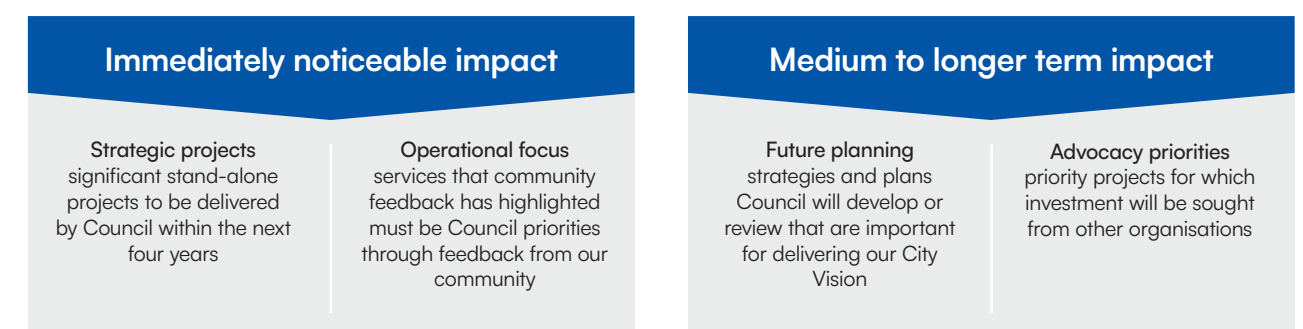 Immediately noticeable impact
Strategic projects
significant stand-alone
projects to be delivered
by Council within the next
four years
Operational focus
services that community
feedback has highlighted
must be Council priorities
through feedback from our
community
Medium to longer term impact
Future planning
strategies and plans
Council will develop or
review that are important
for delivering our City
Vision
Advocacy priorities
priority projects for which
investment will be sought
from other organisations